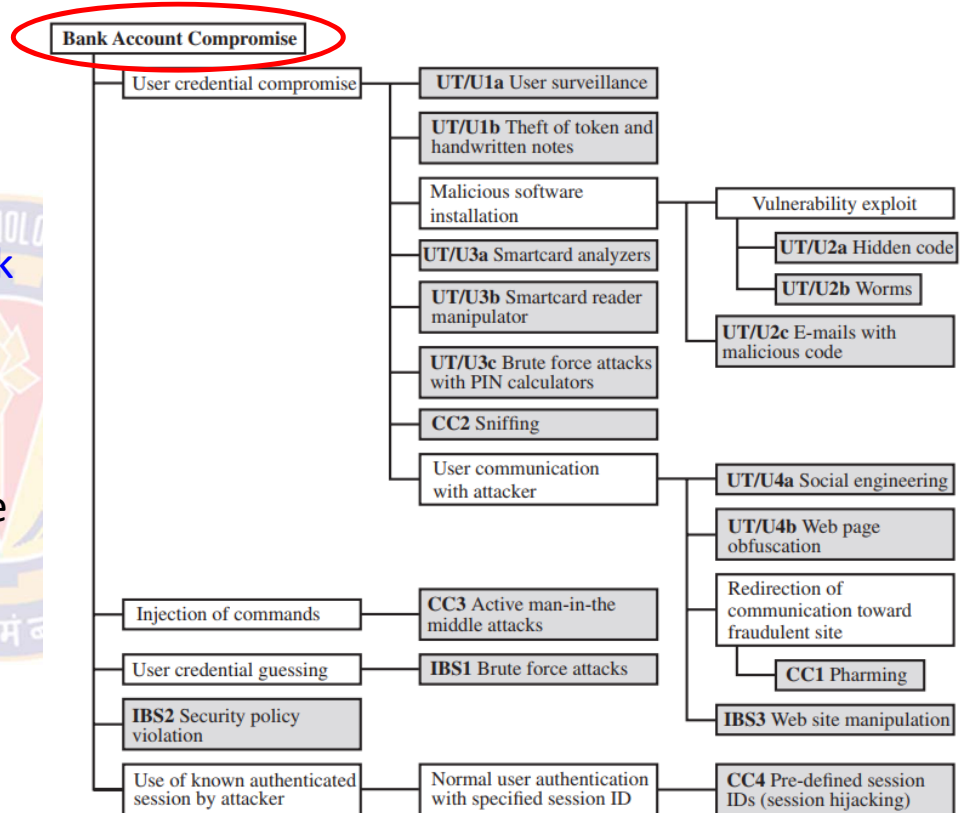 Bank Account Compromise
User credential compromise
UT/U1a User surveillance
UT/U1b Theft of token and
handwritten notes
Malicious software
installation
Vulnerability exploit
UT/U2a Hidden code
UT/U2b Worms
UT/U2c E-mails with
malicious code
UT/U3a Smartcard analyzers
UT/U3b Smartcard reader
manipulator
UT/U3c Brute force attacks
with PIN calculators
CC2 Sniffing
User communication
with attacker
UT/U4a Social engineering
UT/U4b Web page
obfuscation
Redirection of
communication toward
fraudulent site
CC1 Pharming
IBS3 Web site manipulation
Injection of commands
CC3 Active man-in-the
middle attacks
User credential guessing
IBS1 Brute force attacks
IBS2 Security policy
violation
Use of known authenticated
session by attacker
Normal user authentication
with specified session ID
CC4 Pre-defined session
IDs (session hijacking)